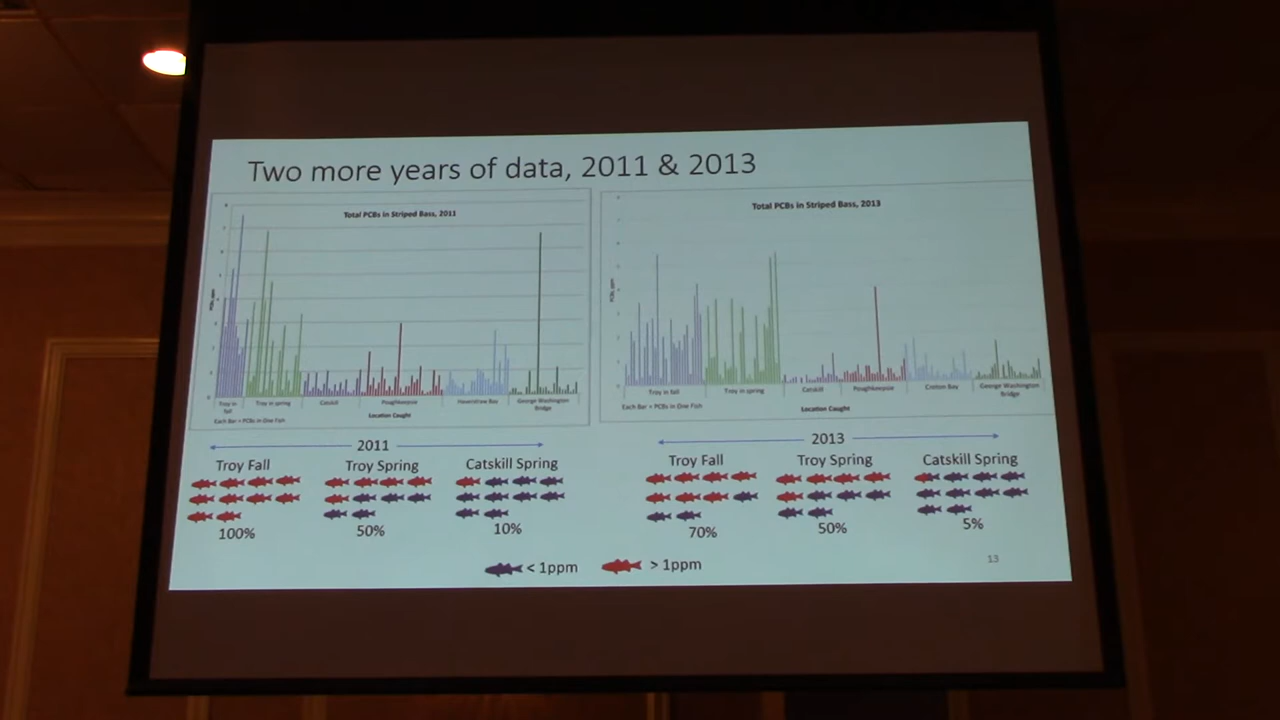 Two more years of data, 2011 & 2013
Total PCBs in Striped Bass, 2011
PCBs, ppm
Troy in fall
Troy in spring
Catskill
Poughkeepsie
Haverstraw Bay
George Washington Bridge
Location Caught
Each Bar = PCBs in One Fish
Total PCBs in Striped Bass, 2013
PCBs, ppm
Troy in fall
Troy in spring
Catskill
Poughkeepsie
Croton Bay
George Washington Bridge
Location Caught
Each Bar = PCBs in One Fish
2011
Troy Fall
Troy Spring
Catskill Spring
100%
50%
10%
2013
Troy Fall
Troy Spring
Catskill Spring
70%
50%
5%
< 1ppm
> 1ppm
13